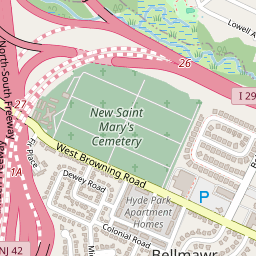 Lowell A
26
I 29
North-South Freeway
27
New Saint
Mary's
Cemetery
West Browning Road
1A
Dewey Road
P
Hyde Park
Apartment
Homes
Colonial Road
NJ 42
Bellmawr